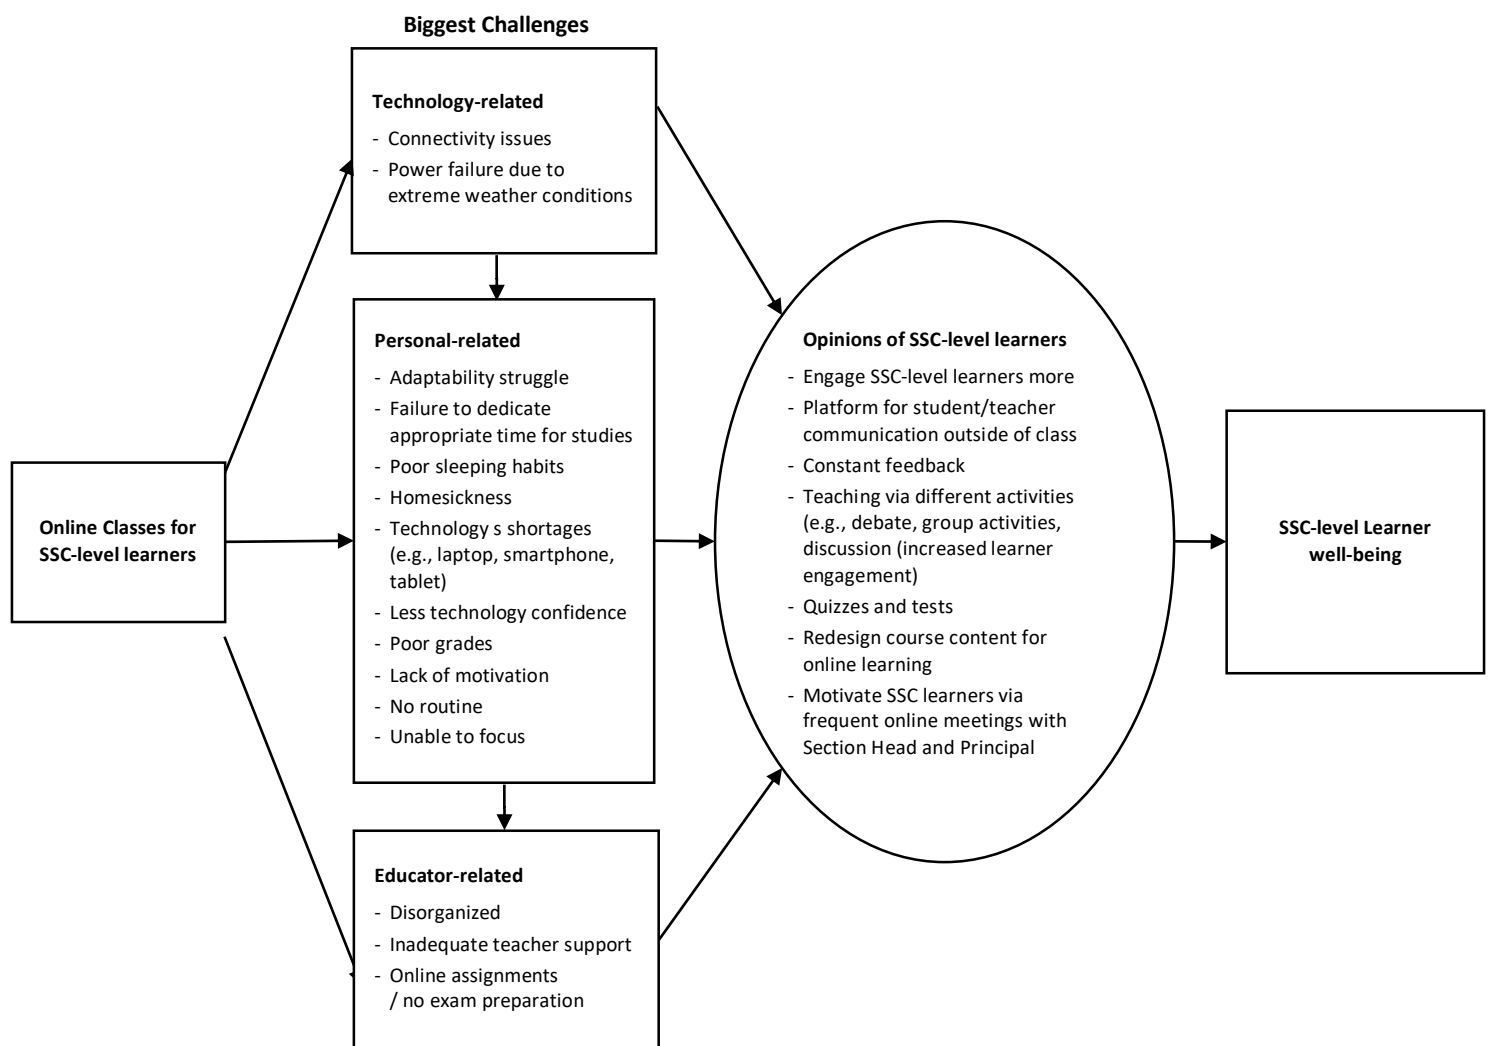 Biggest Challenges
Technology-related
- Connectivity issues
- Power failure due to
extreme weather conditions
Personal-related
- Adaptability struggle
- Failure to dedicate
appropriate time for studies
- Poor sleeping habits
- Homesickness
- Technology s shortages
(e.g., laptop, smartphone,
tablet)
- Less technology confidence
- Poor grades
- Lack of motivation
- No routine
- Unable to focus
Educator-related
- Disorganized
- Inadequate teacher support
- Online assignments
/ no exam preparation
Online Classes for
SSC-level learners
Opinions of SSC-level learners
- Engage SSC-level learners more
- Platform for student/teacher
communication outside of class
- Constant feedback
- Teaching via different activities
(e.g., debate, group activities,
discussion (increased learner
engagement)
- Quizzes and tests
- Redesign course content for
online learning
- Motivate SSC learners via
frequent online meetings with
Section Head and Principal
SSC-level Learner
well-being